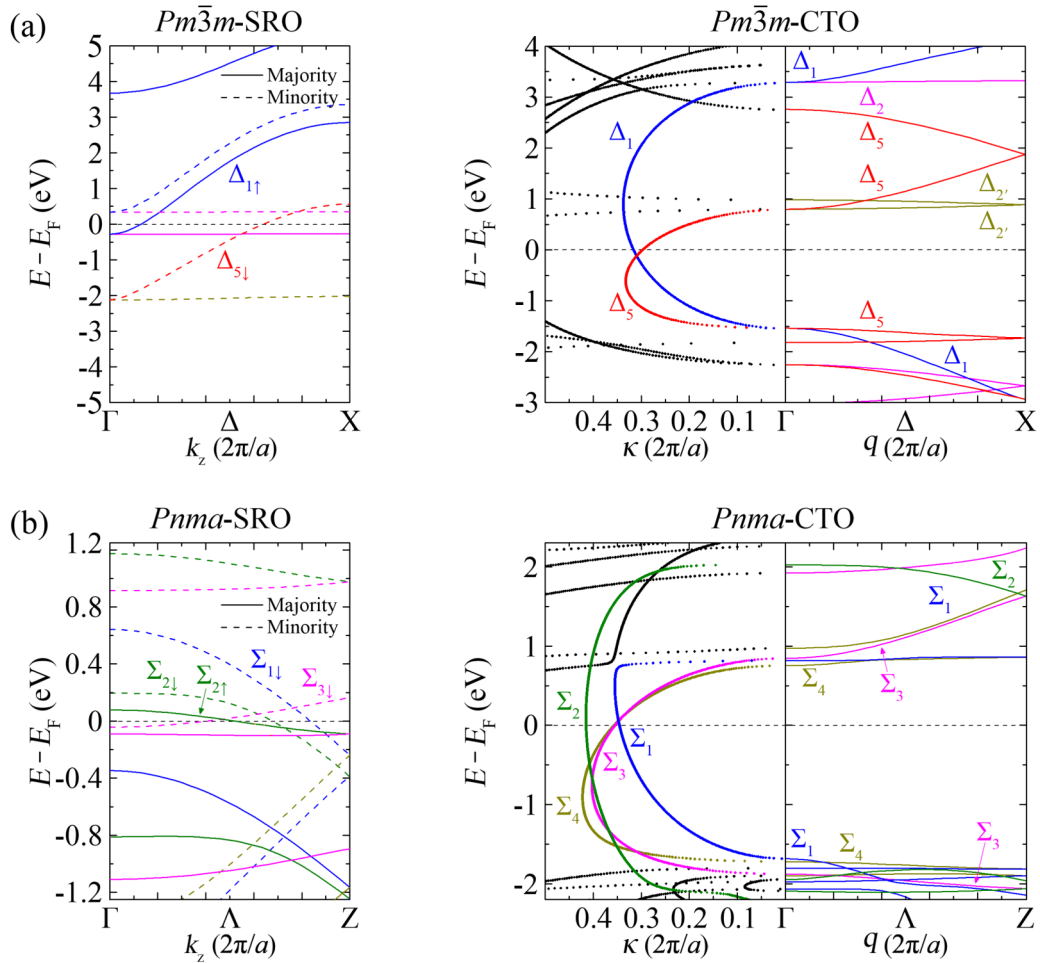 (a)
Pm3̅m-SRO
Pm3̅m-CTO
Majority
Minority
Δ1↑
Δ5↓
E − EF (eV)
5
4
3
2
1
0
-1
-2
-3
-4
-5
Γ Δ X
kz (2π/a)
E − EF (eV)
4
3
2
1
0
-1
-2
-3
Δ1
Δ5
0.4 0.3 0.2 0.1 Γ Δ X
κ (2π/a) q (2π/a)
Δ1
Δ2
Δ5
Δ5
Δ2′
Δ2′
Δ5
Δ1
(b)
Pnma-SRO
Pnma-CTO
Majority
Minority
Σ2↓
Σ2↑
Σ1↓
Σ3↓
E − EF (eV)
1.2
0.8
0.4
0
-0.4
-0.8
-1.2
Γ Λ Z
kz (2π/a)
E − EF (eV)
2
1
0
-1
-2
Σ2
Σ1
Σ3
Σ4
0.4 0.3 0.2 0.1 Γ Λ Z
κ (2π/a) q (2π/a)
Σ1
Σ2
Σ4
Σ3
Σ1
Σ4
Σ3